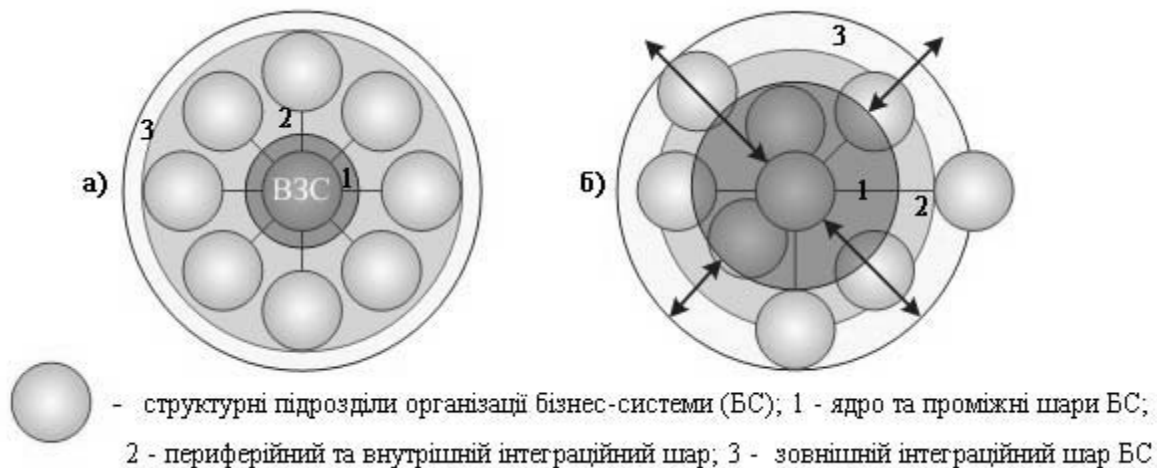 3
2
3
1
2
а)
ВЗС
1
б)
- структурні підрозділи організації бізнес-системи (БС); 1 - ядро та проміжні шари БС;
2 - периферійний та внутрішній інтеграційний шар; 3 - зовнішній інтеграційний шар БС